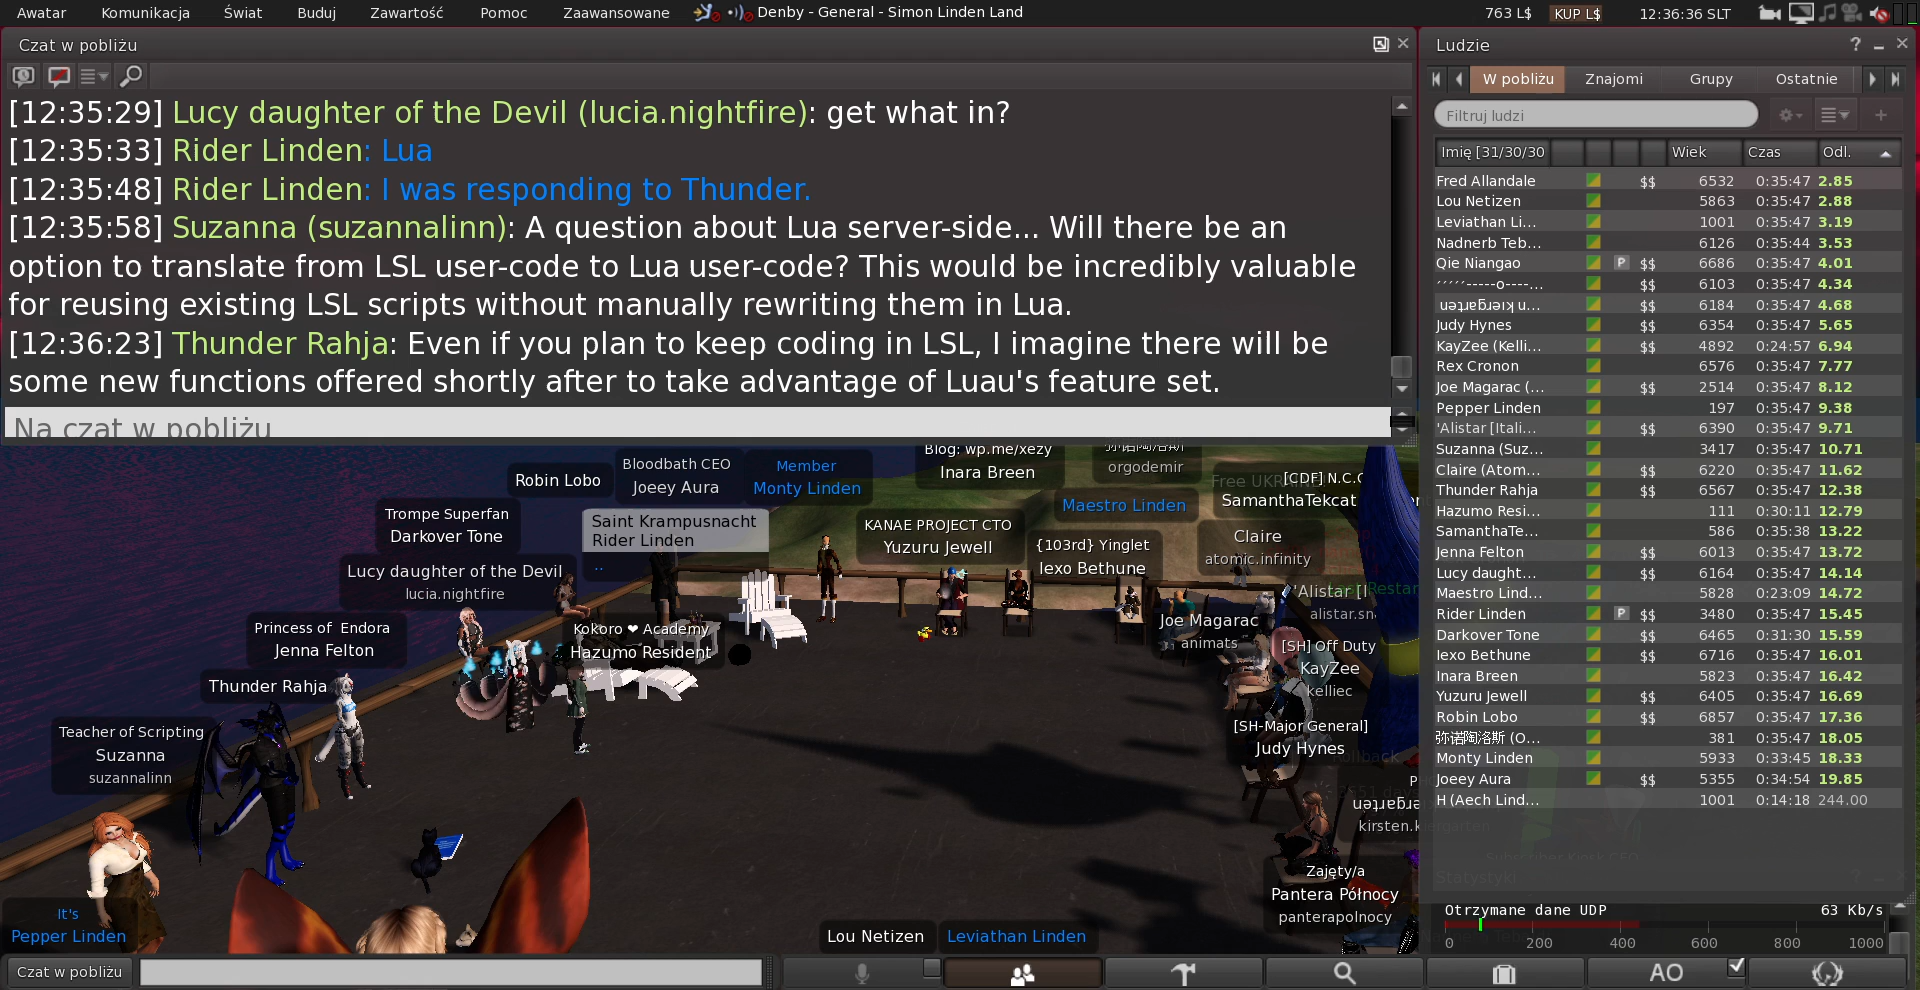 Awatar Komunikacja Świat Buduj Zawartość Pomoc Zaawansowane Denby - General - Simon Linden Land 763 L$ KUP L$ 12:36:36 SLT
Czat w pobliżu
[12:35:29] Lucy daughter of the Devil (lucia.nightfire): get what in?
[12:35:33] Rider Linden: Lua
[12:35:48] Rider Linden: I was responding to Thunder.
[12:35:58] Suzanna (suzannalinn): A question about Lua server-side... Will there be an
option to translate from LSL user-code to Lua user-code? This would be incredibly valuable
for reusing existing LSL scripts without manually rewriting them in Lua.
[12:36:23] Thunder Rahja: Even if you plan to keep coding in LSL, I imagine there will be
some new functions offered shortly after to take advantage of Luau's feature set.
Na czat w pobliżu
Blog: wp.me/xezy
Inara Breen
弥诺陶洛斯
orgodemir
Bloodbath CEO
Joeey Aura
Member
Monty Linden
Robin Lobo
[CDF] N.C.O
SamanthaTekcat
Free UKRAINE
Maestro Linden
Trompe Superfan
Darkover Tone
Saint Krampusnacht
Rider Linden
..
KANAE PROJECT CTO
Yuzuru Jewell
{103rd} Yinglet
Iexo Bethune
Claire
atomic.infinity
Lucy daughter of the Devil
lucia.nightfire
'Alistar [I
alistar.sn
Restar
Joe Magarac
animats
Princess of Endora
Jenna Felton
Kokoro ❤ Academy
Hazumo Resident
[SH] Off Duty
KayZee
kelliec
Thunder Rahja
Teacher of Scripting
Suzanna
suzannalinn
[SH-Major General]
Judy Hynes
Rollback
kirsten.k
Zajęty/a
Pantera Północy
panterapolnocy
It's
Pepper Linden
Lou Netizen
Leviathan Linden
Czat w pobliżu
AO
Ludzie
W pobliżu Znajomi Grupy Ostatnie
Filtruj ludzi
Imię [31/30/30 Wiek Czas Odl.
Fred Allandale $$ 6532 0:35:47 2.85
Lou Netizen 5863 0:35:47 2.88
Leviathan Li... 1001 0:35:47 3.19
Nadnerb Teb... 6126 0:35:44 3.53
Qie Niangao P $$ 6686 0:35:47 4.01
·····-----o----... $$ 6103 0:35:47 4.34
uǝʇɹɐƃɹǝıʞ u... $$ 6184 0:35:47 4.68
Judy Hynes $$ 6354 0:35:47 5.65
KayZee (Kelli... $$ 4892 0:24:57 6.94
Rex Cronon 6576 0:35:47 7.77
Joe Magarac (... $$ 2514 0:35:47 8.12
Pepper Linden 197 0:35:47 9.38
'Alistar [Itali... $$ 6390 0:35:47 9.71
Suzanna (Suz... 3417 0:35:47 10.71
Claire (Atom... $$ 6220 0:35:47 11.62
Thunder Rahja $$ 6567 0:35:47 12.38
Hazumo Resi... 111 0:30:11 12.79
SamanthaTe... 586 0:35:38 13.22
Jenna Felton $$ 6013 0:35:47 13.72
Lucy daught... $$ 6164 0:35:47 14.14
Maestro Lind... 5828 0:23:09 14.72
Rider Linden P $$ 3480 0:35:47 15.45
Darkover Tone $$ 6465 0:31:30 15.59
Iexo Bethune $$ 6716 0:35:47 16.01
Inara Breen 5823 0:35:47 16.42
Yuzuru Jewell $$ 6405 0:35:47 16.69
Robin Lobo $$ 6857 0:35:47 17.36
弥诺陶洛斯 (O... 381 0:35:47 18.05
Monty Linden 5933 0:33:45 18.33
Joeey Aura $$ 5355 0:34:54 19.85
H (Aech Lind... 1001 0:14:18 244.00
Statystyki
Otrzymane dane UDP 63 Kb/s
0 200 400 600 800 1000